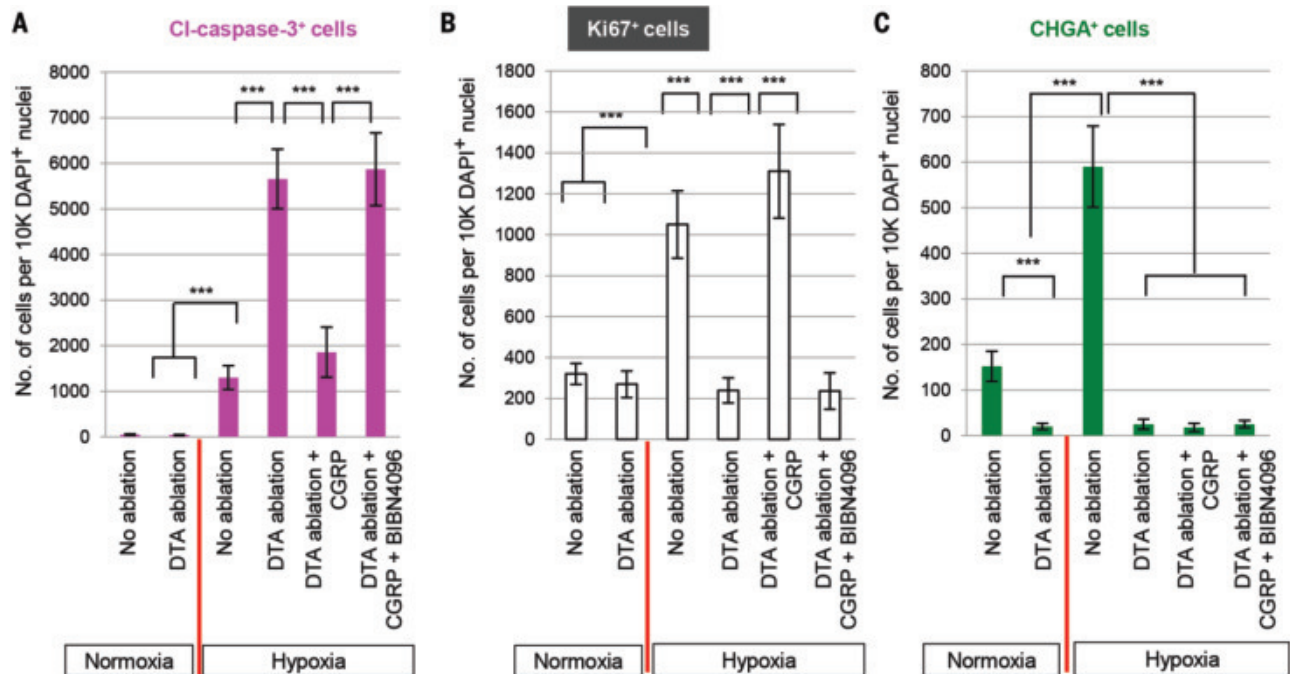 A
Cl-caspase-3⁺ cells
No. of cells per 10K DAPI⁺ nuclei
8000
7000
6000
5000
4000
3000
2000
1000
0
***
***
***
***
No ablation
DTA ablation
No ablation
DTA ablation
DTA ablation +
CGRP
DTA ablation +
CGRP + BIBN4096
Normoxia
Hypoxia
B
Ki67⁺ cells
No. of cells per 10K DAPI⁺ nuclei
1800
1600
1400
1200
1000
800
600
400
200
0
***
***
***
***
No ablation
DTA ablation
No ablation
DTA ablation
DTA ablation +
CGRP
DTA ablation +
CGRP + BIBN4096
Normoxia
Hypoxia
C
CHGA⁺ cells
No. of cells per 10K DAPI⁺ nuclei
800
700
600
500
400
300
200
100
0
***
***
***
No ablation
DTA ablation
No ablation
DTA ablation
DTA ablation +
CGRP
DTA ablation +
CGRP + BIBN4096
Normoxia
Hypoxia